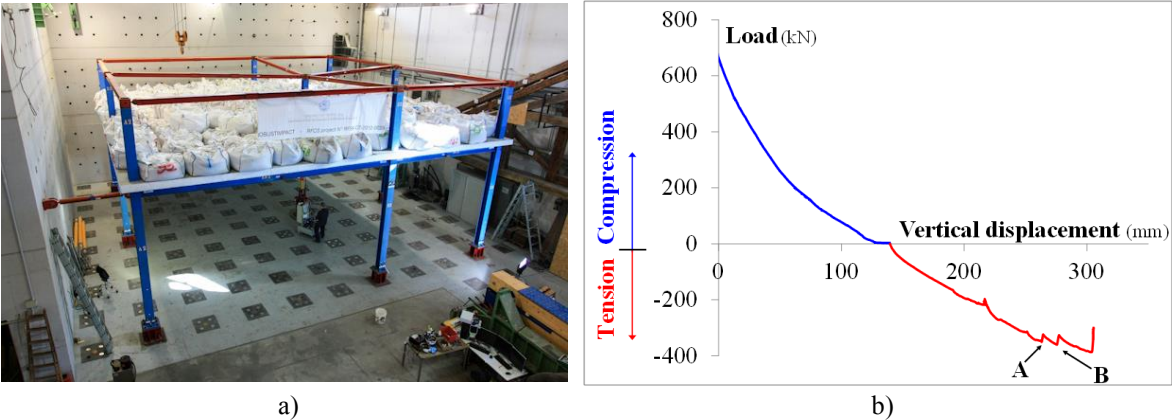 800
600
400
200
0
-200
-400
0
100
200
300
Load (kN)
Vertical displacement (mm)
Compression
Tension
A
B
a)
b)